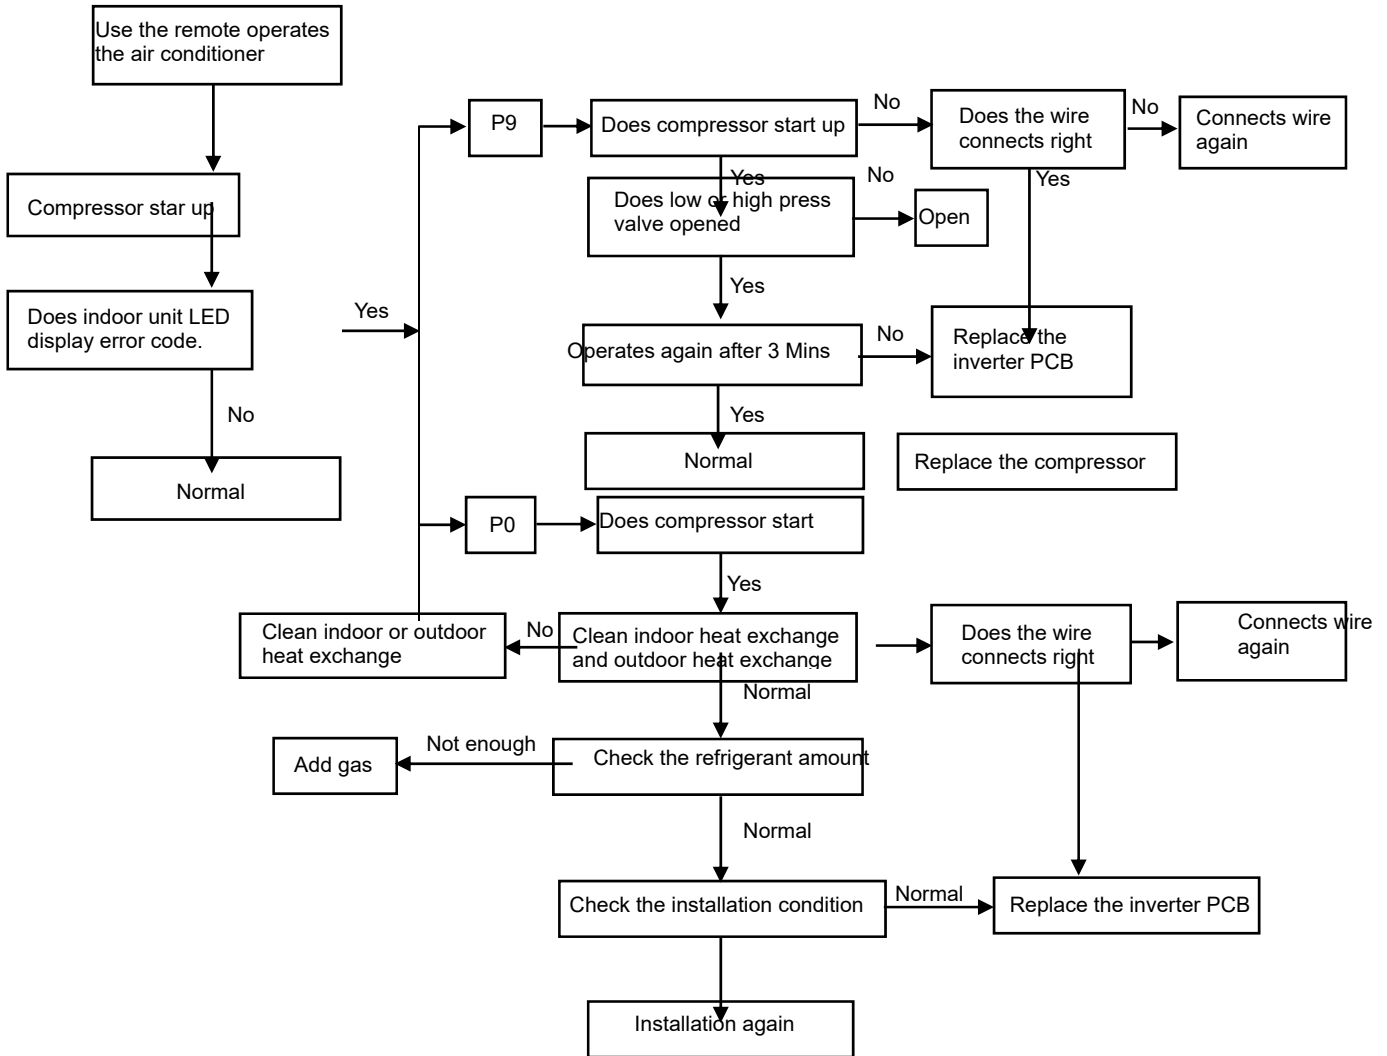 Use the remote operates
the air conditioner
Compressor star up
Does indoor unit LED
display error code.
No
Normal
Yes
P9
Does compressor start up
No
Does the wire
connects right
No
Connects wire
again
Yes
Does low or high press
valve opened
No
Open
Yes
Yes
Operates again after 3 Mins
No
Replace the
inverter PCB
Yes
Normal
Replace the compressor
P0
Does compressor start
Yes
Clean indoor or outdoor
heat exchange
No
Clean indoor heat exchange
and outdoor heat exchange
Does the wire
connects right
Connects wire
again
Normal
Add gas
Not enough
Check the refrigerant amount
Normal
Check the installation condition
Normal
Replace the inverter PCB
Installation again